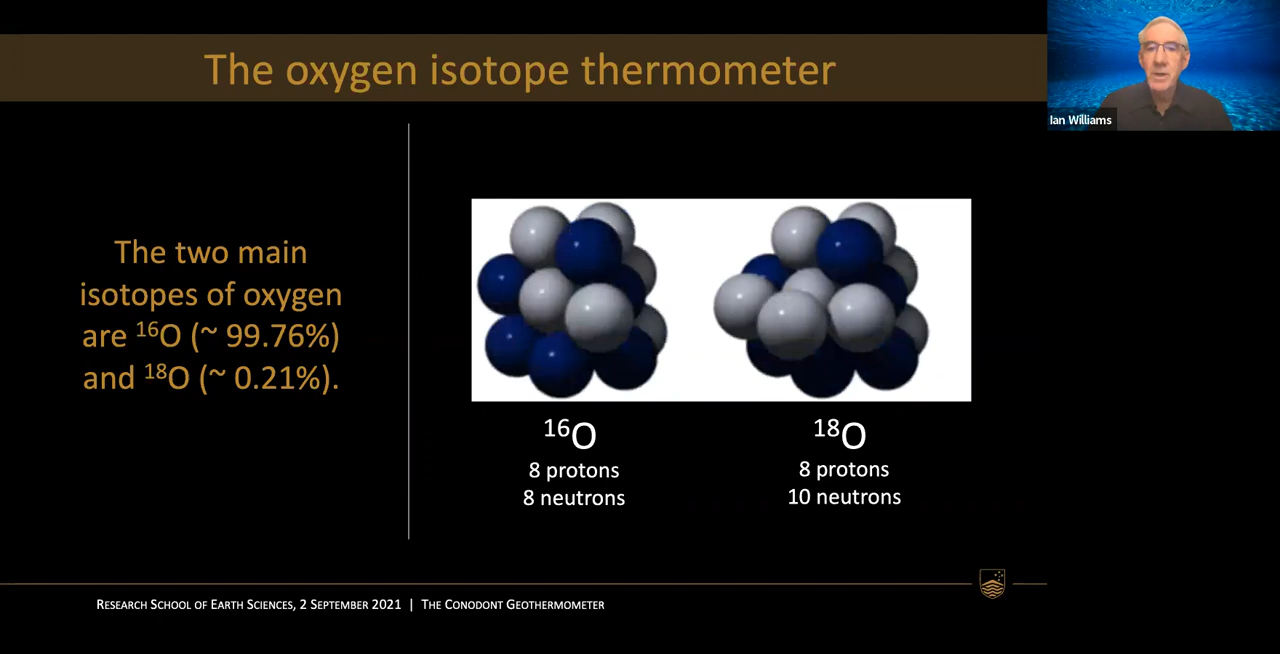 The oxygen isotope thermometer
Ian Williams
The two main
isotopes of oxygen
are ¹⁶O (~ 99.76%)
and ¹⁸O (~ 0.21%).
¹⁶O
8 protons
8 neutrons
¹⁸O
8 protons
10 neutrons
Research School of Earth Sciences, 2 September 2021 | The Conodont Geothermometer